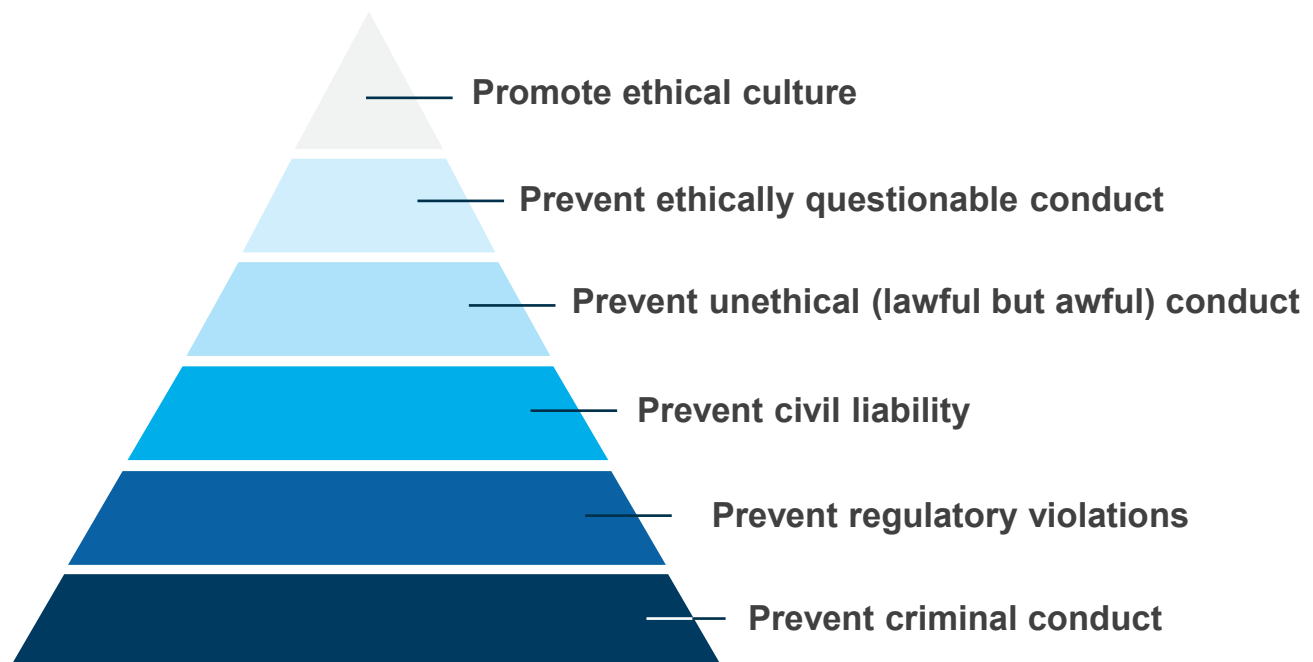 Promote ethical culture
Prevent ethically questionable conduct
Prevent unethical (lawful but awful) conduct
Prevent civil liability
Prevent regulatory violations
Prevent criminal conduct